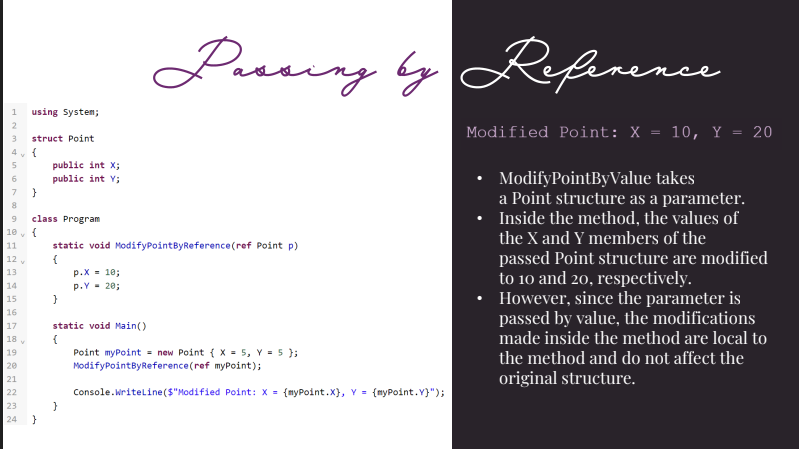 Passing by Reference
1 using System;
2
3 struct Point
4 {
5 public int X;
6 public int Y;
7 }
8
9 class Program
10 {
11 static void ModifyPointByReference(ref Point p)
12 {
13 p.X = 10;
14 p.Y = 20;
15 }
16
17 static void Main()
18 {
19 Point myPoint = new Point { X = 5, Y = 5 };
20 ModifyPointByReference(ref myPoint);
21
22 Console.WriteLine($"Modified Point: X = {myPoint.X}, Y = {myPoint.Y}");
23 }
24 }
Modified Point: X = 10, Y = 20
• ModifyPointByValue takes
a Point structure as a parameter.
• Inside the method, the values of
the X and Y members of the
passed Point structure are modified
to 10 and 20, respectively.
• However, since the parameter is
passed by value, the modifications
made inside the method are local to
the method and do not affect the
original structure.